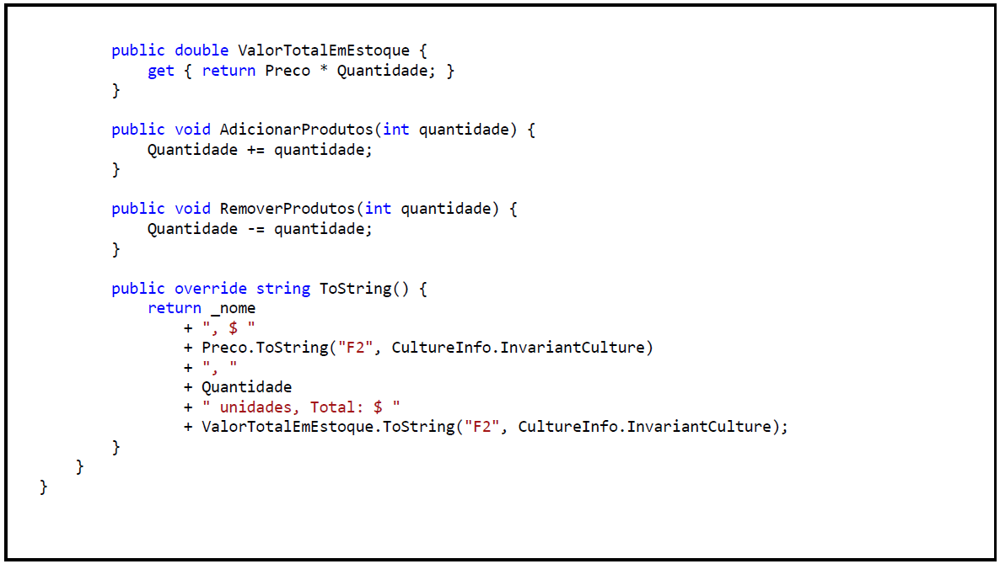 public double ValorTotalEmEstoque {
get { return Preco * Quantidade; }
}
public void AdicionarProdutos(int quantidade) {
Quantidade += quantidade;
}
public void RemoverProdutos(int quantidade) {
Quantidade -= quantidade;
}
public override string ToString() {
return _nome
+ ", $ "
+ Preco.ToString("F2", CultureInfo.InvariantCulture)
+ ", "
+ Quantidade
+ " unidades, Total: $ "
+ ValorTotalEmEstoque.ToString("F2", CultureInfo.InvariantCulture);
}
}
}